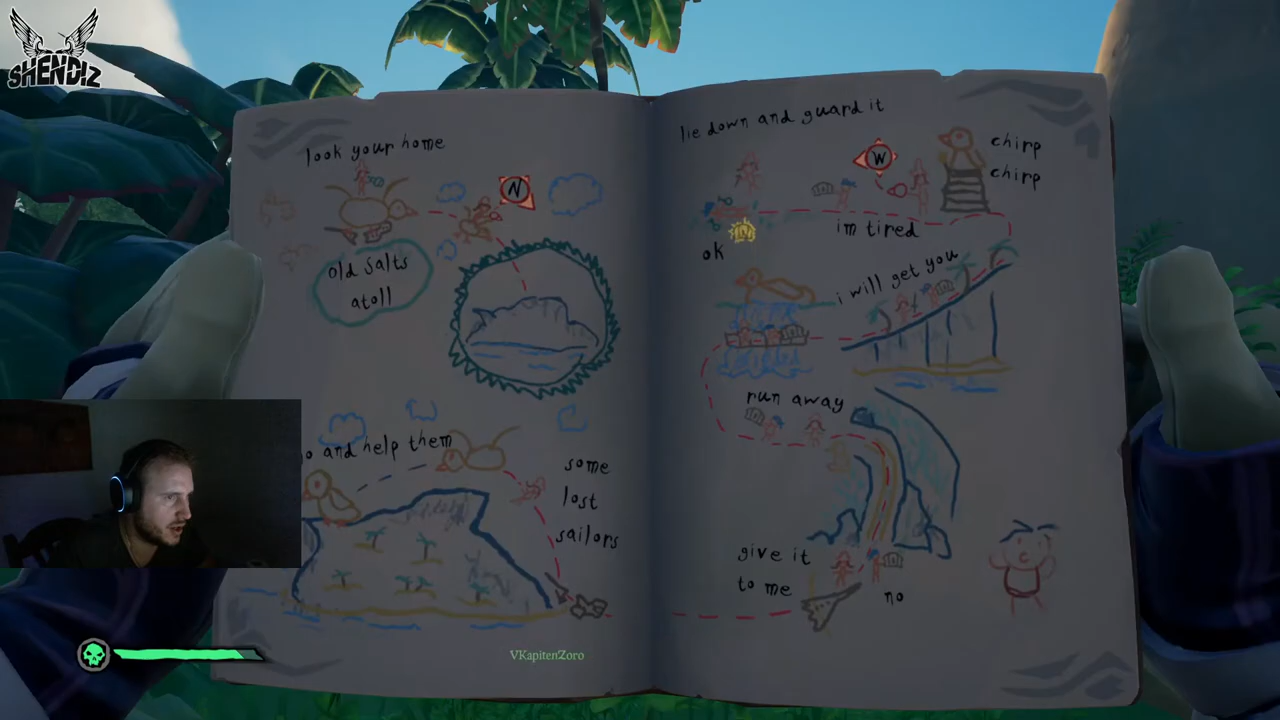 SHENDIZ
look your home
N
old salts
atoll
and help them
some
lost
sailors
VKapitenZoro
lie down and guard it
W
chirp
chirp
im tired
ok
i will get you
run away
give it
to me
no